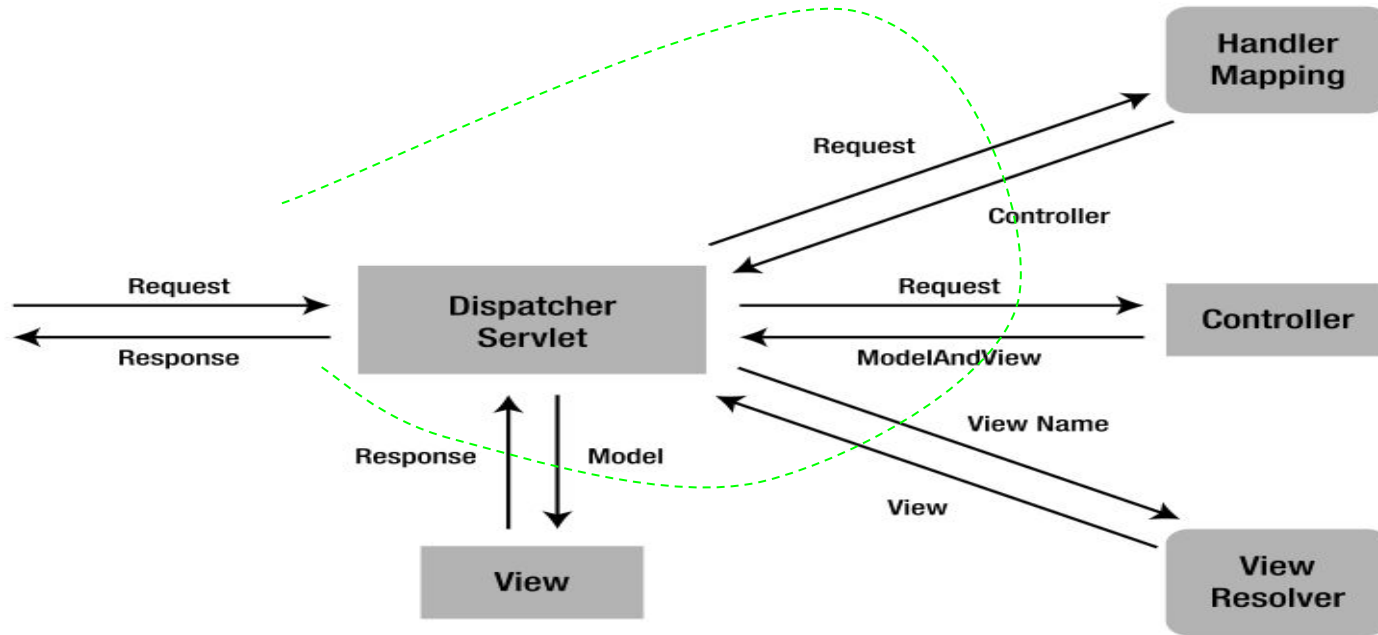 Handler
Mapping
Request
Controller
Request
Response
Dispatcher
Servlet
Request
ModelAndView
Controller
View Name
View
Response
Model
View
View
Resolver